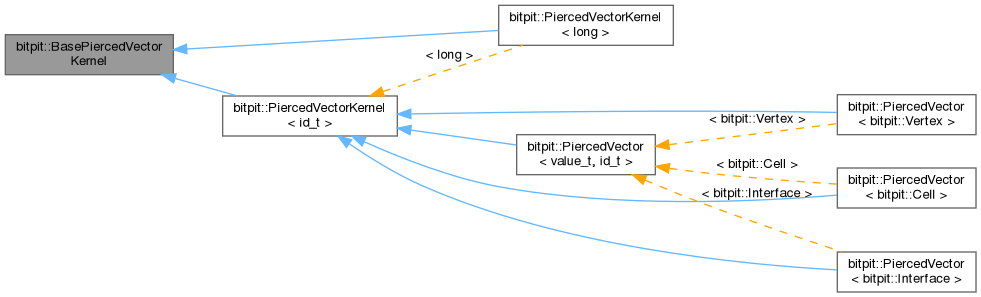 bitpit::BasePiercedVector
Kernel
bitpit::PiercedVectorKernel
< long >
< long >
bitpit::PiercedVectorKernel
< id_t >
bitpit::PiercedVector
< value_t, id_t >
< bitpit::Vertex >
bitpit::PiercedVector
< bitpit::Vertex >
< bitpit::Cell >
bitpit::PiercedVector
< bitpit::Cell >
< bitpit::Interface >
bitpit::PiercedVector
< bitpit::Interface >